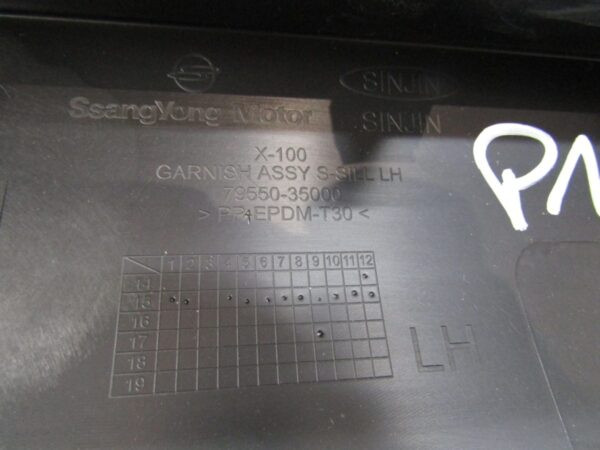 SINJIN
SsangYong Motor SINJIN
X-100
GARNISH ASSY S-SILL LH
79550-35000
> PP+EPDM-T30 <
1 2 3 4 5 6 7 8 9 10 11 12
14
15
16
17
18
19
LH